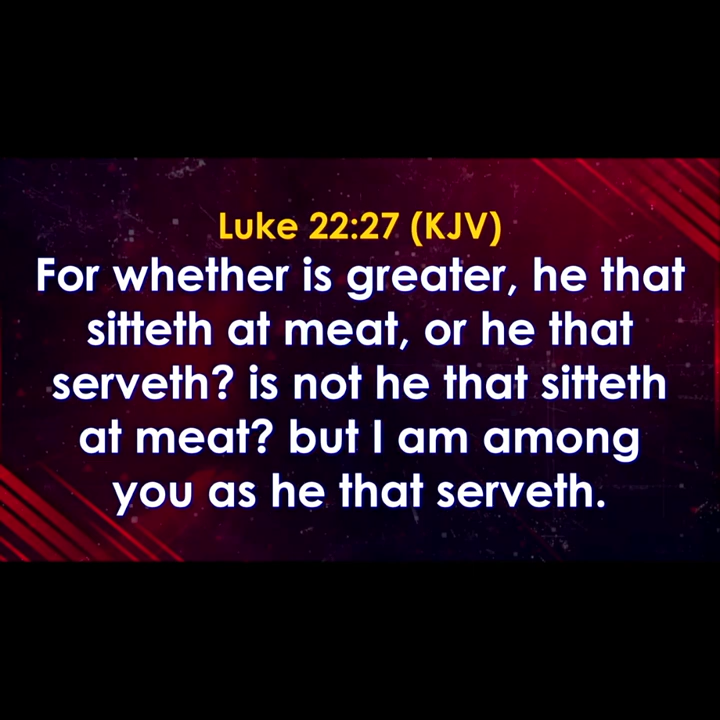 Luke 22:27 (KJV)
For whether is greater, he that
sitteth at meat, or he that
serveth? is not he that sitteth
at meat? but I am among
you as he that serveth.